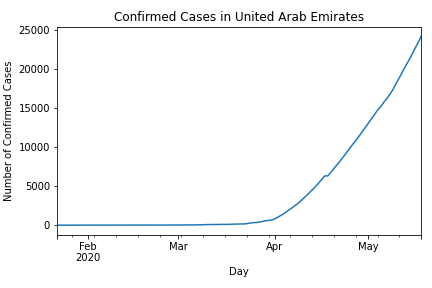 Confirmed Cases in United Arab Emirates
25000
20000
15000
10000
5000
0
Number of Confirmed Cases
Feb
2020
Mar
Apr
May
Day